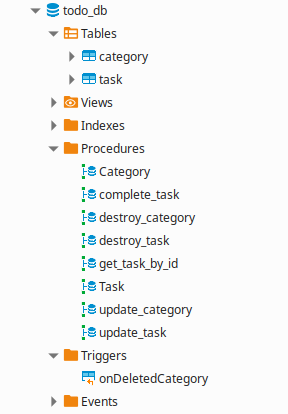 todo_db
Tables
category
task
Views
Indexes
Procedures
Category
complete_task
destroy_category
destroy_task
get_task_by_id
Task
update_category
update_task
Triggers
onDeletedCategory
Events